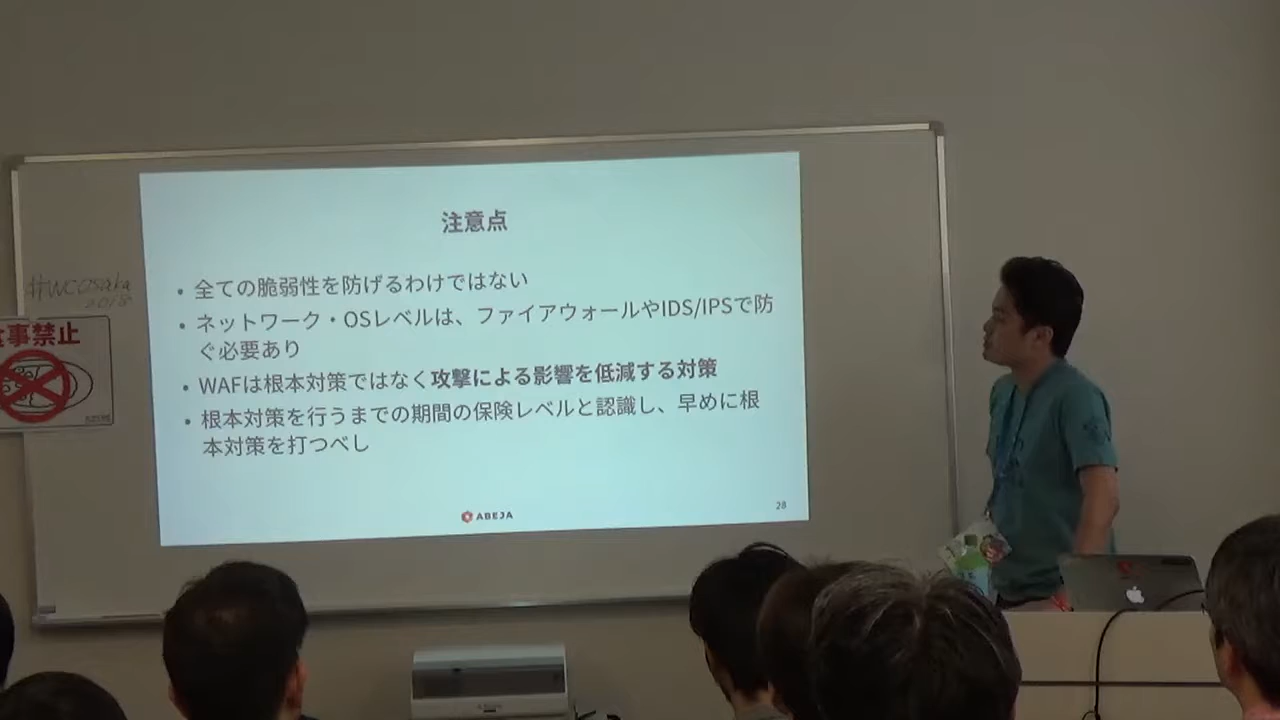 注意点
• 全ての脆弱性を防げるわけではない
• ネットワーク・OSレベルは、ファイアウォールやIDS/IPSで防
ぐ必要あり
• WAFは根本対策ではなく攻撃による影響を低減する対策
• 根本対策を行うまでの期間の保険レベルと認識し、早めに根
本対策を打つべし
ABEJA
28
#wcosaka
2018
食事禁止